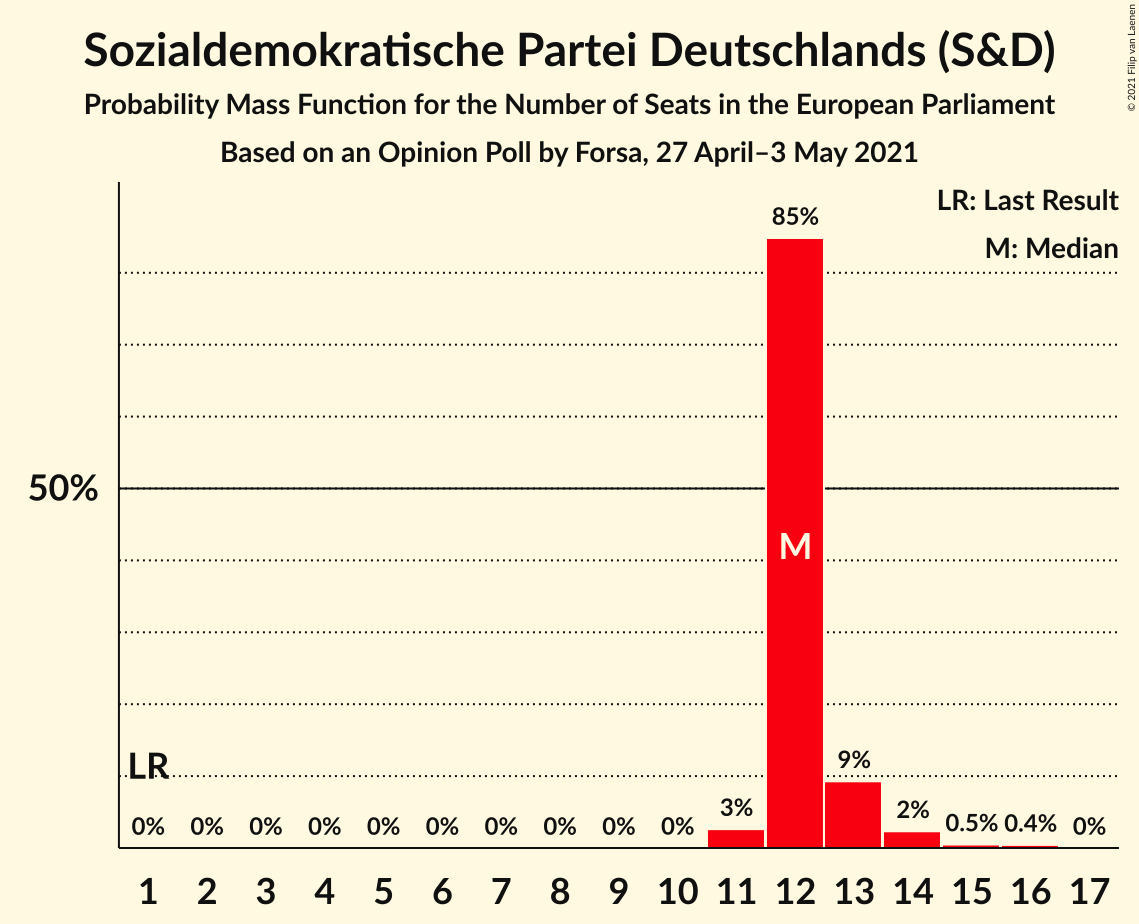 Sozialdemokratische Partei Deutschlands (S&D)
Probability Mass Function for the Number of Seats in the European Parliament
Based on an Opinion Poll by Forsa, 27 April–3 May 2021
© 2021 Filip van Laenen
LR: Last Result
M: Median
85%
50%
M
LR
9%
3%
2%
0% 0% 0% 0% 0% 0% 0% 0% 0% 0% 0.5% 0.4% 0%
1 2 3 4 5 6 7 8 9 10 11 12 13 14 15 16 17